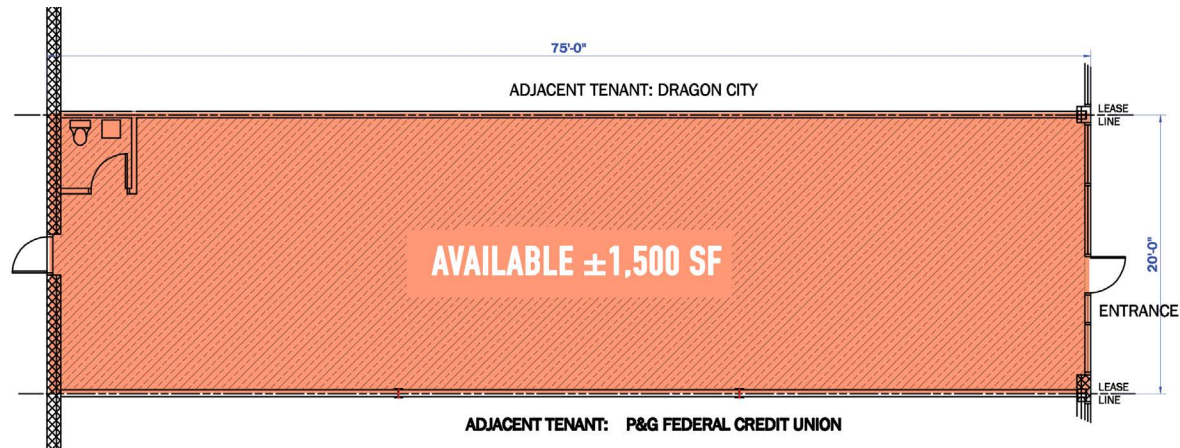 75'-0"
ADJACENT TENANT: DRAGON CITY
LEASE
LINE
AVAILABLE ±1,500 SF
20'-0"
ENTRANCE
LEASE
LINE
ADJACENT TENANT: P&G FEDERAL CREDIT UNION